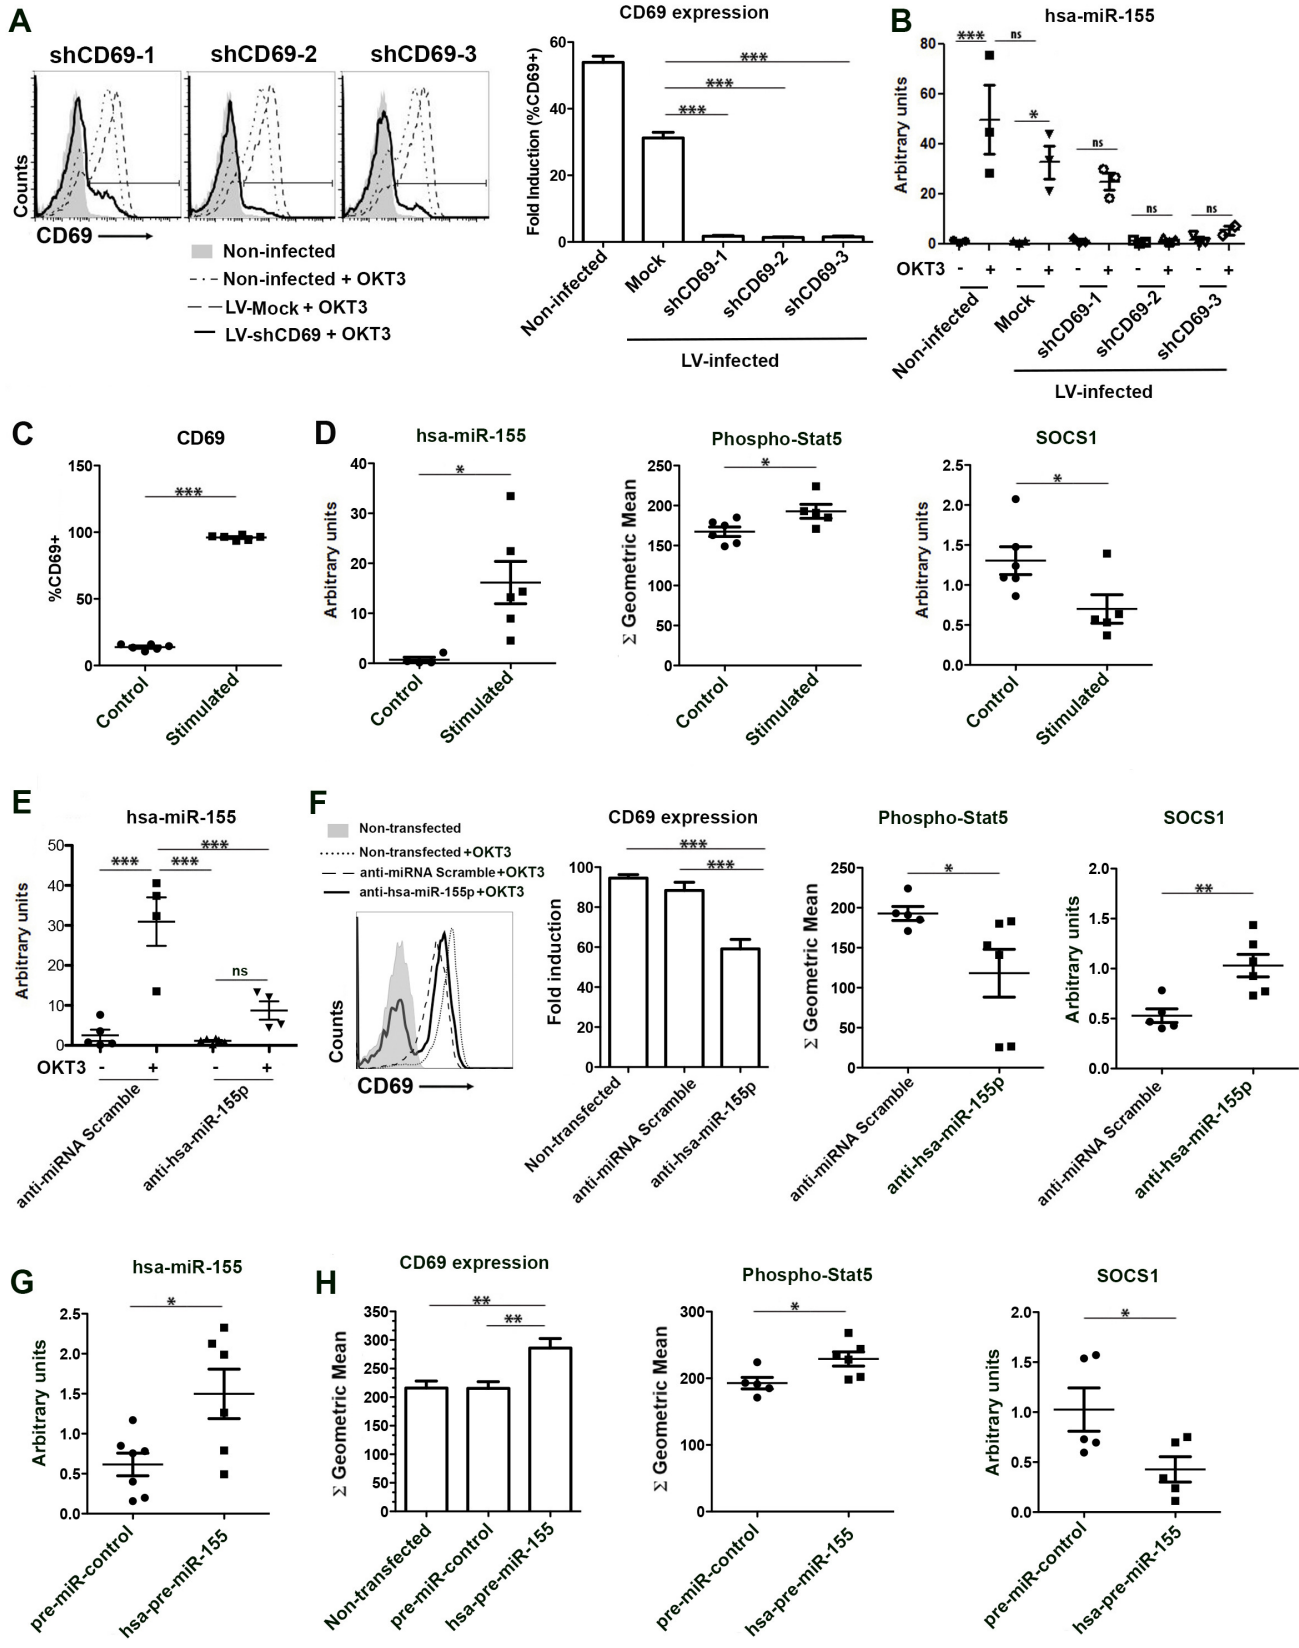 A
shCD69-1
shCD69-2
shCD69-3
Counts
CD69
Non-infected
Non-infected + OKT3
LV-Mock + OKT3
LV-shCD69 + OKT3
CD69 expression
Fold Induction (%CD69+)
60
40
20
0
***
***
***
Non-infected
Mock
shCD69-1
shCD69-2
shCD69-3
LV-infected
B
hsa-miR-155
Arbitrary units
80
60
40
20
0
*** ns
*
ns
ns ns
OKT3 - + - + - + - + - +
Non-infected
Mock
shCD69-1
shCD69-2
shCD69-3
LV-infected
C
CD69
%CD69+
150
100
50
0
***
Control
Stimulated
D
hsa-miR-155
Arbitrary units
40
30
20
10
0
*
Control
Stimulated
Phospho-Stat5
Σ Geometric Mean
250
200
150
100
50
0
*
Control
Stimulated
SOCS1
Arbitrary units
2.5
2.0
1.5
1.0
0.5
0.0
*
Control
Stimulated
E
hsa-miR-155
Arbitrary units
50
40
30
20
10
0
***
*** ***
ns
OKT3 - + - +
anti-miRNA Scramble
anti-hsa-miR-155p
F
Non-transfected
Non-transfected+OKT3
anti-miRNA Scramble+OKT3
anti-hsa-miR-155p+OKT3
Counts
CD69
CD69 expression
Fold induction
100
80
60
40
20
0
***
***
Non-transfected
anti-miRNA Scramble
anti-hsa-miR-155p
Phospho-Stat5
Σ Geometric Mean
250
200
150
100
50
0
*
anti-miRNA Scramble
anti-hsa-miR-155p
SOCS1
Arbitrary units
2.0
1.5
1.0
0.5
0.0
**
anti-miRNA Scramble
anti-hsa-miR-155p
G
hsa-miR-155
Arbitrary units
2.5
2.0
1.5
1.0
0.5
0.0
*
pre-miR-control
hsa-pre-miR-155
H
CD69 expression
Σ Geometric Mean
350
300
250
200
150
100
50
0
**
**
Non-transfected
pre-miR-control
hsa-pre-miR-155
Phospho-Stat5
Σ Geometric Mean
300
200
100
0
*
pre-miR-control
hsa-pre-miR-155
SOCS1
Arbitrary units
2.0
1.5
1.0
0.5
0.0
*
pre-miR-control
hsa-pre-miR-155